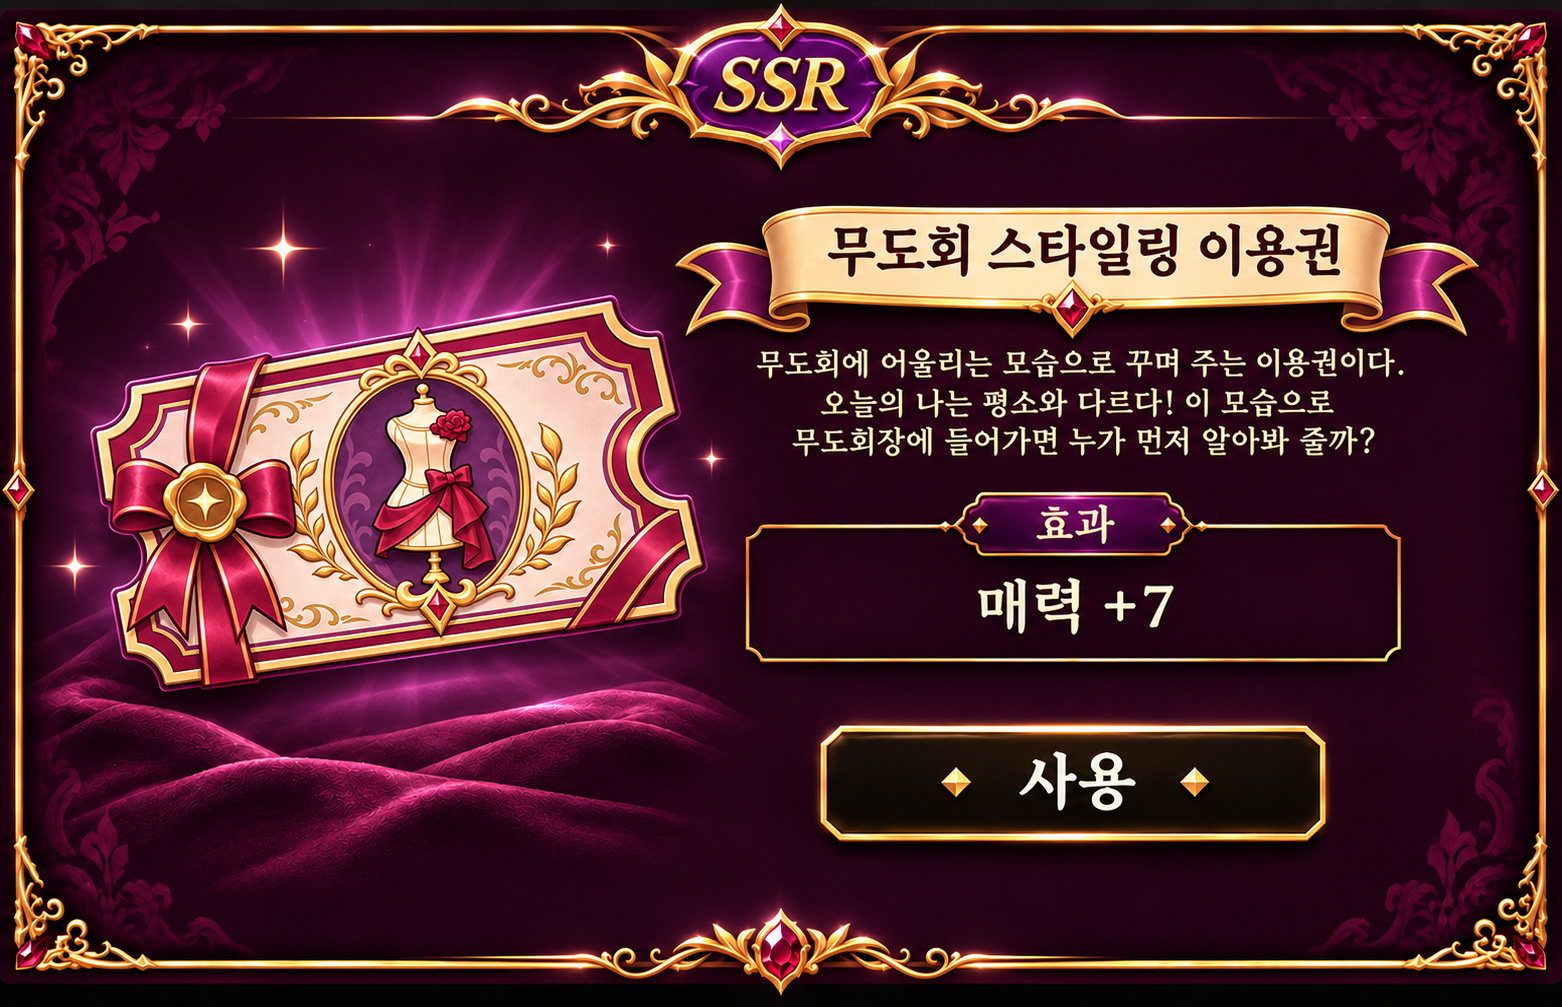 SSR
무도회 스타일링 이용권
무도회에 어울리는 모습으로 꾸며 주는 이용권이다.
오늘의 나는 평소와 다르다! 이 모습으로
무도회장에 들어가면 누가 먼저 알아봐 줄까?
효과
매력 +7
사용